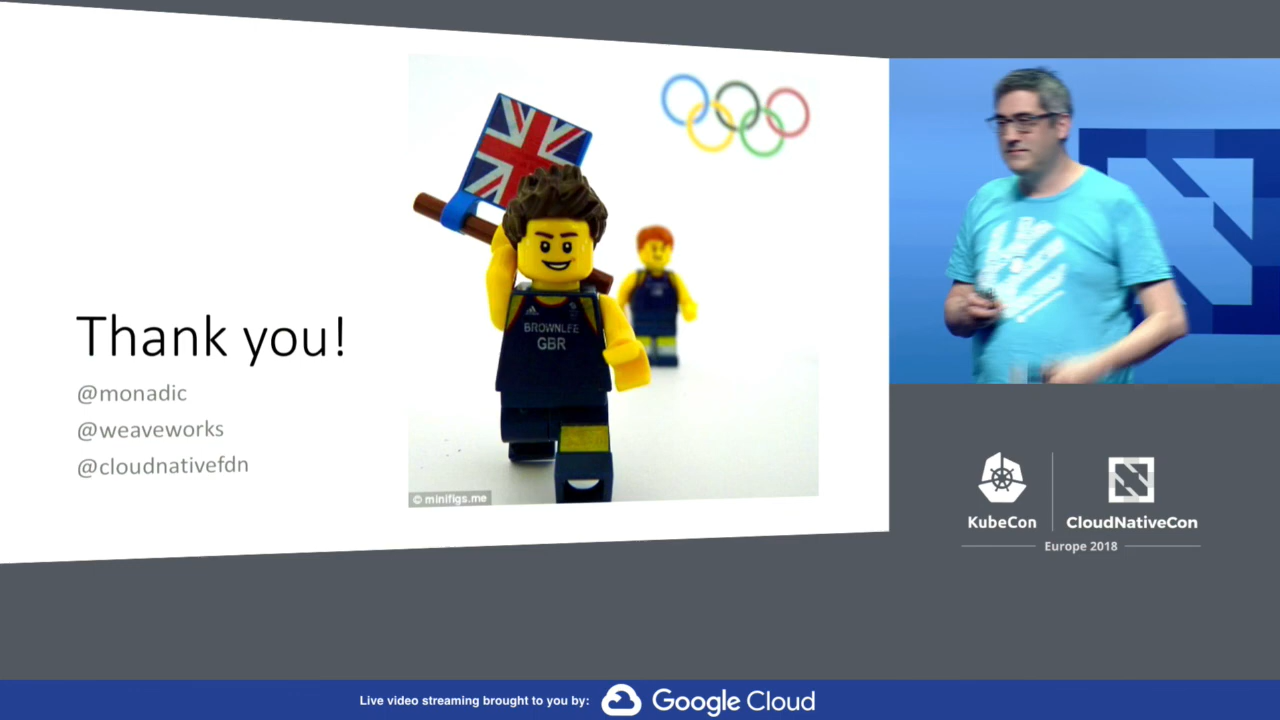 Thank you!
@monadic
@weaveworks
@cloudnativefdn
BROWNLEE
GBR
© minifigs.me
KubeCon
CloudNativeCon
Europe 2018
Live video streaming brought to you by:
Google Cloud